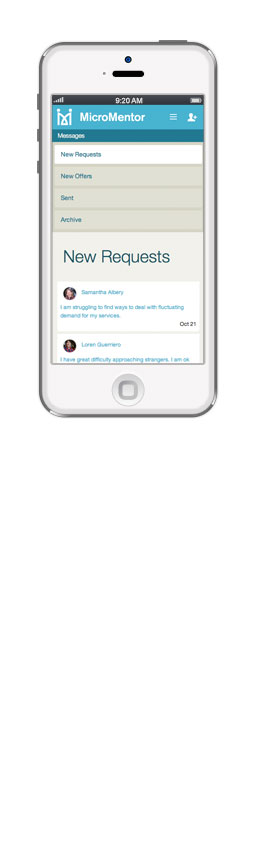 9:20 AM
MicroMentor
Messages
New Requests
New Offers
Sent
Archive
New Requests
Samantha Albery
I am struggling to find ways to deal with fluctuating
demand for my services.
Oct 21
Loren Guerriero
I have great difficulty approaching strangers. I am ok